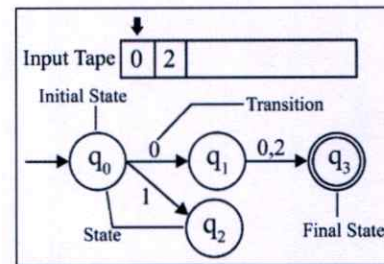 Input Tape 0 2
Initial State
Transition
q0 0 q1 0,2 q3
1
State q2 Final State